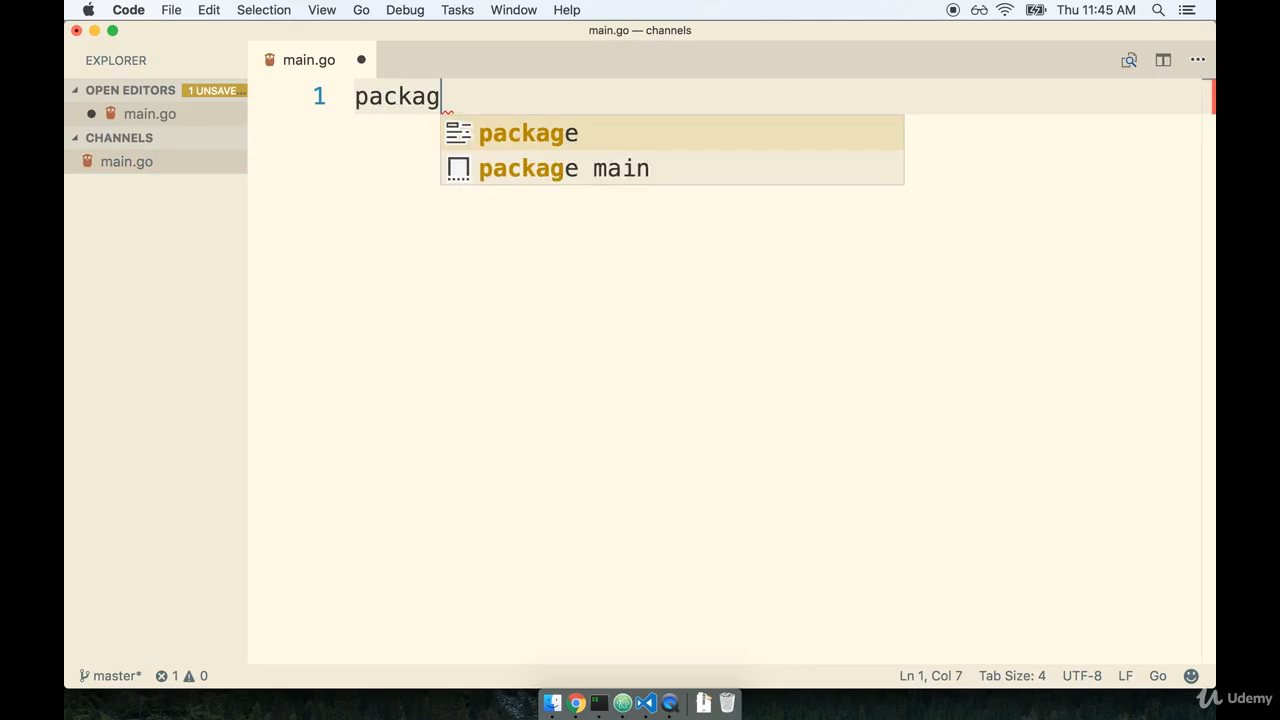 Code File Edit Selection View Go Debug Tasks Window Help Thu 11:45 AM
main.go — channels
EXPLORER
main.go
OPEN EDITORS 1 UNSAVE...
main.go
CHANNELS
main.go
1 packag
package
package main
master* 1 0 Ln 1, Col 7 Tab Size: 4 UTF-8 LF Go
Udemy